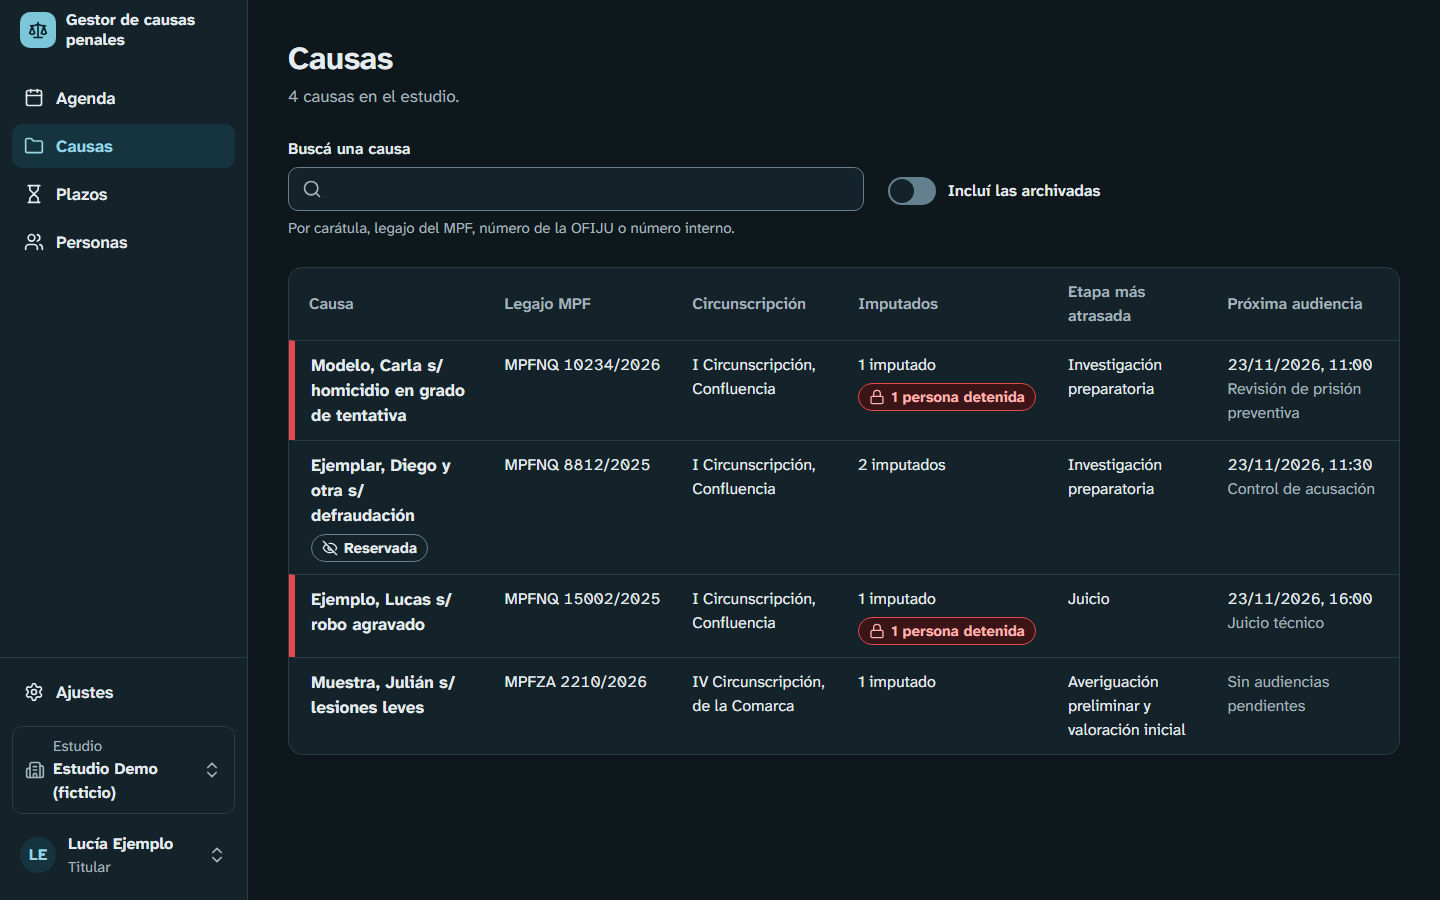 Gestor de causas
penales
Agenda
Causas
Plazos
Personas
Ajustes
Estudio
Estudio Demo
(ficticio)
LE
Lucía Ejemplo
Titular
Causas
4 causas en el estudio.
Buscá una causa
Incluí las archivadas
Por carátula, legajo del MPF, número de la OFIJU o número interno.
Causa
Legajo MPF
Circunscripción
Imputados
Etapa más
atrasada
Próxima audiencia
Modelo, Carla s/
homicidio en grado
de tentativa
MPFNQ 10234/2026
I Circunscripción,
Confluencia
1 imputado
1 persona detenida
Investigación
preparatoria
23/11/2026, 11:00
Revisión de prisión
preventiva
Ejemplar, Diego y
otra s/
defraudación
Reservada
MPFNQ 8812/2025
I Circunscripción,
Confluencia
2 imputados
Investigación
preparatoria
23/11/2026, 11:30
Control de acusación
Ejemplo, Lucas s/
robo agravado
MPFNQ 15002/2025
I Circunscripción,
Confluencia
1 imputado
1 persona detenida
Juicio
23/11/2026, 16:00
Juicio técnico
Muestra, Julián s/
lesiones leves
MPFZA 2210/2026
IV Circunscripción,
de la Comarca
1 imputado
Averiguación
preliminar y
valoración inicial
Sin audiencias
pendientes